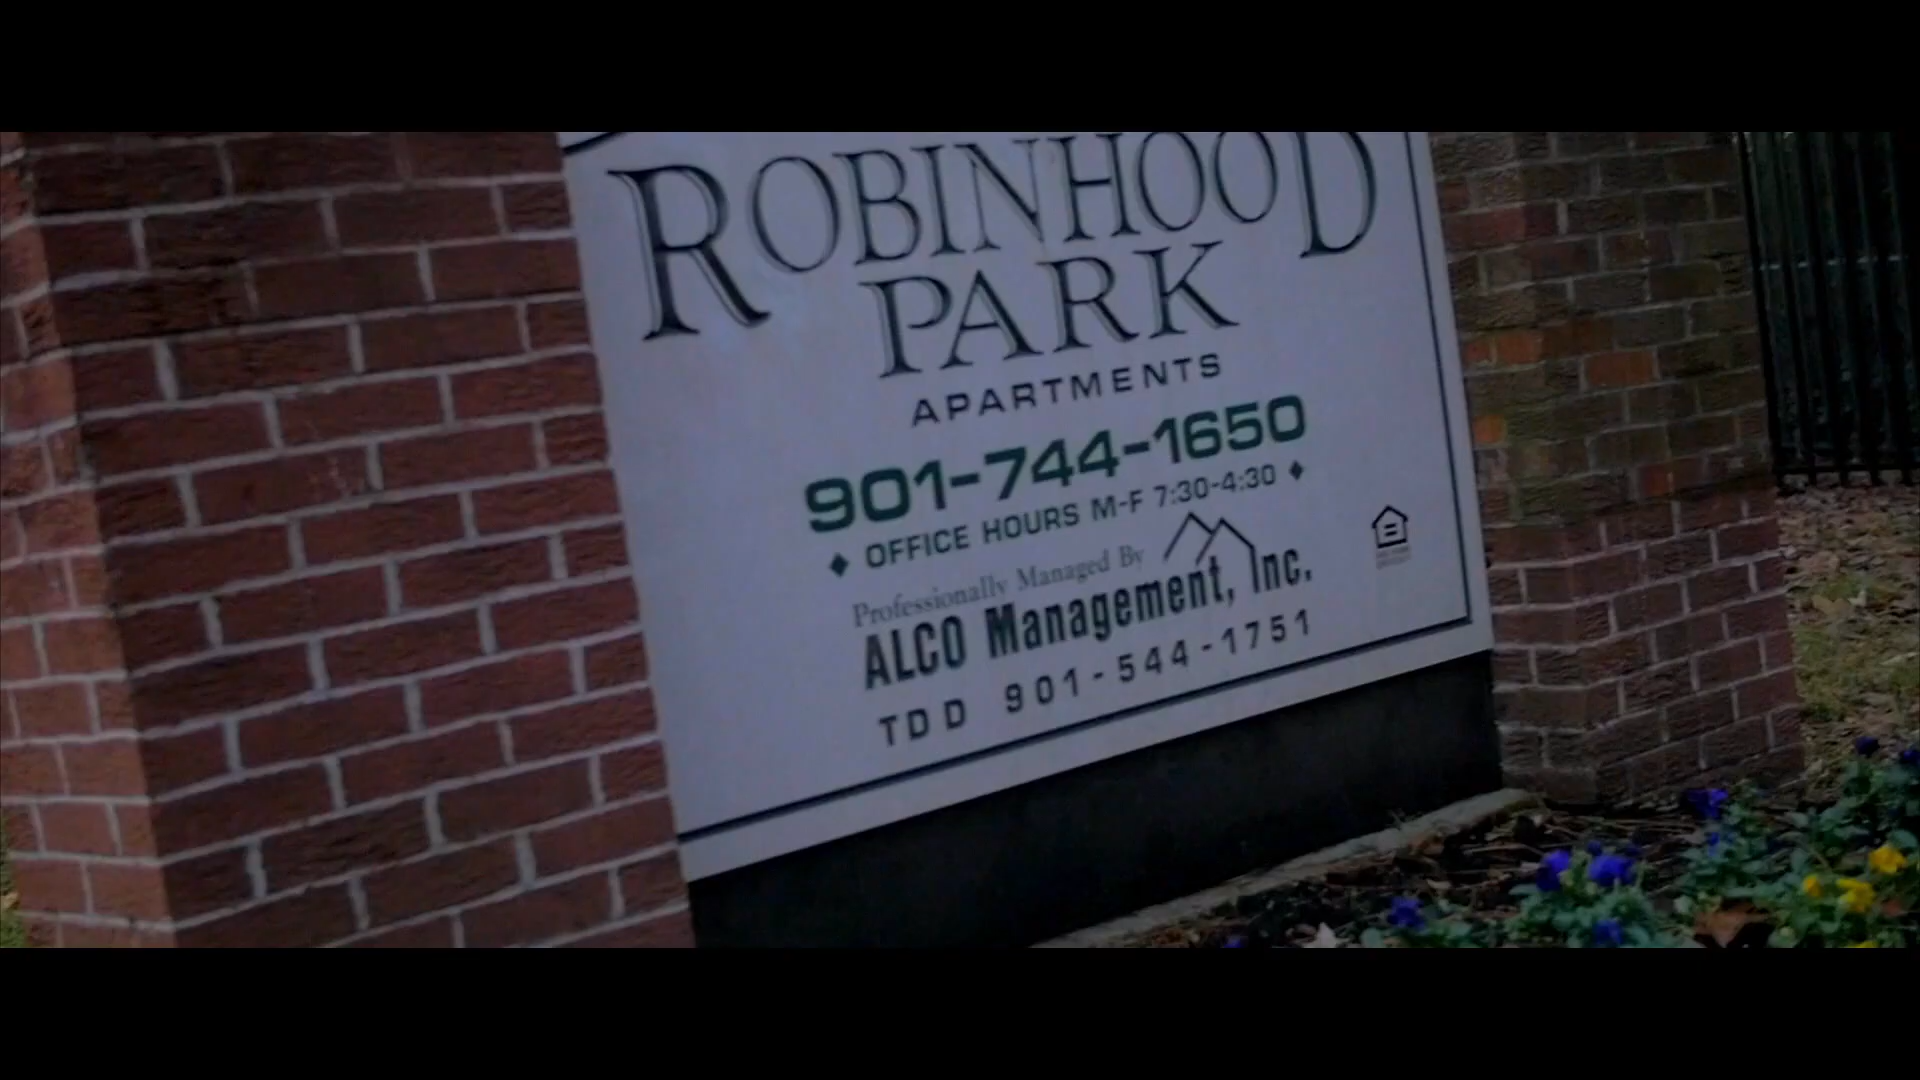 ROBINHOOD
PARK
APARTMENTS
901-744-1650
♦ OFFICE HOURS M-F 7:30-4:30 ♦
Professionally Managed By
ALCO Management, Inc.
TDD 901-544-1751